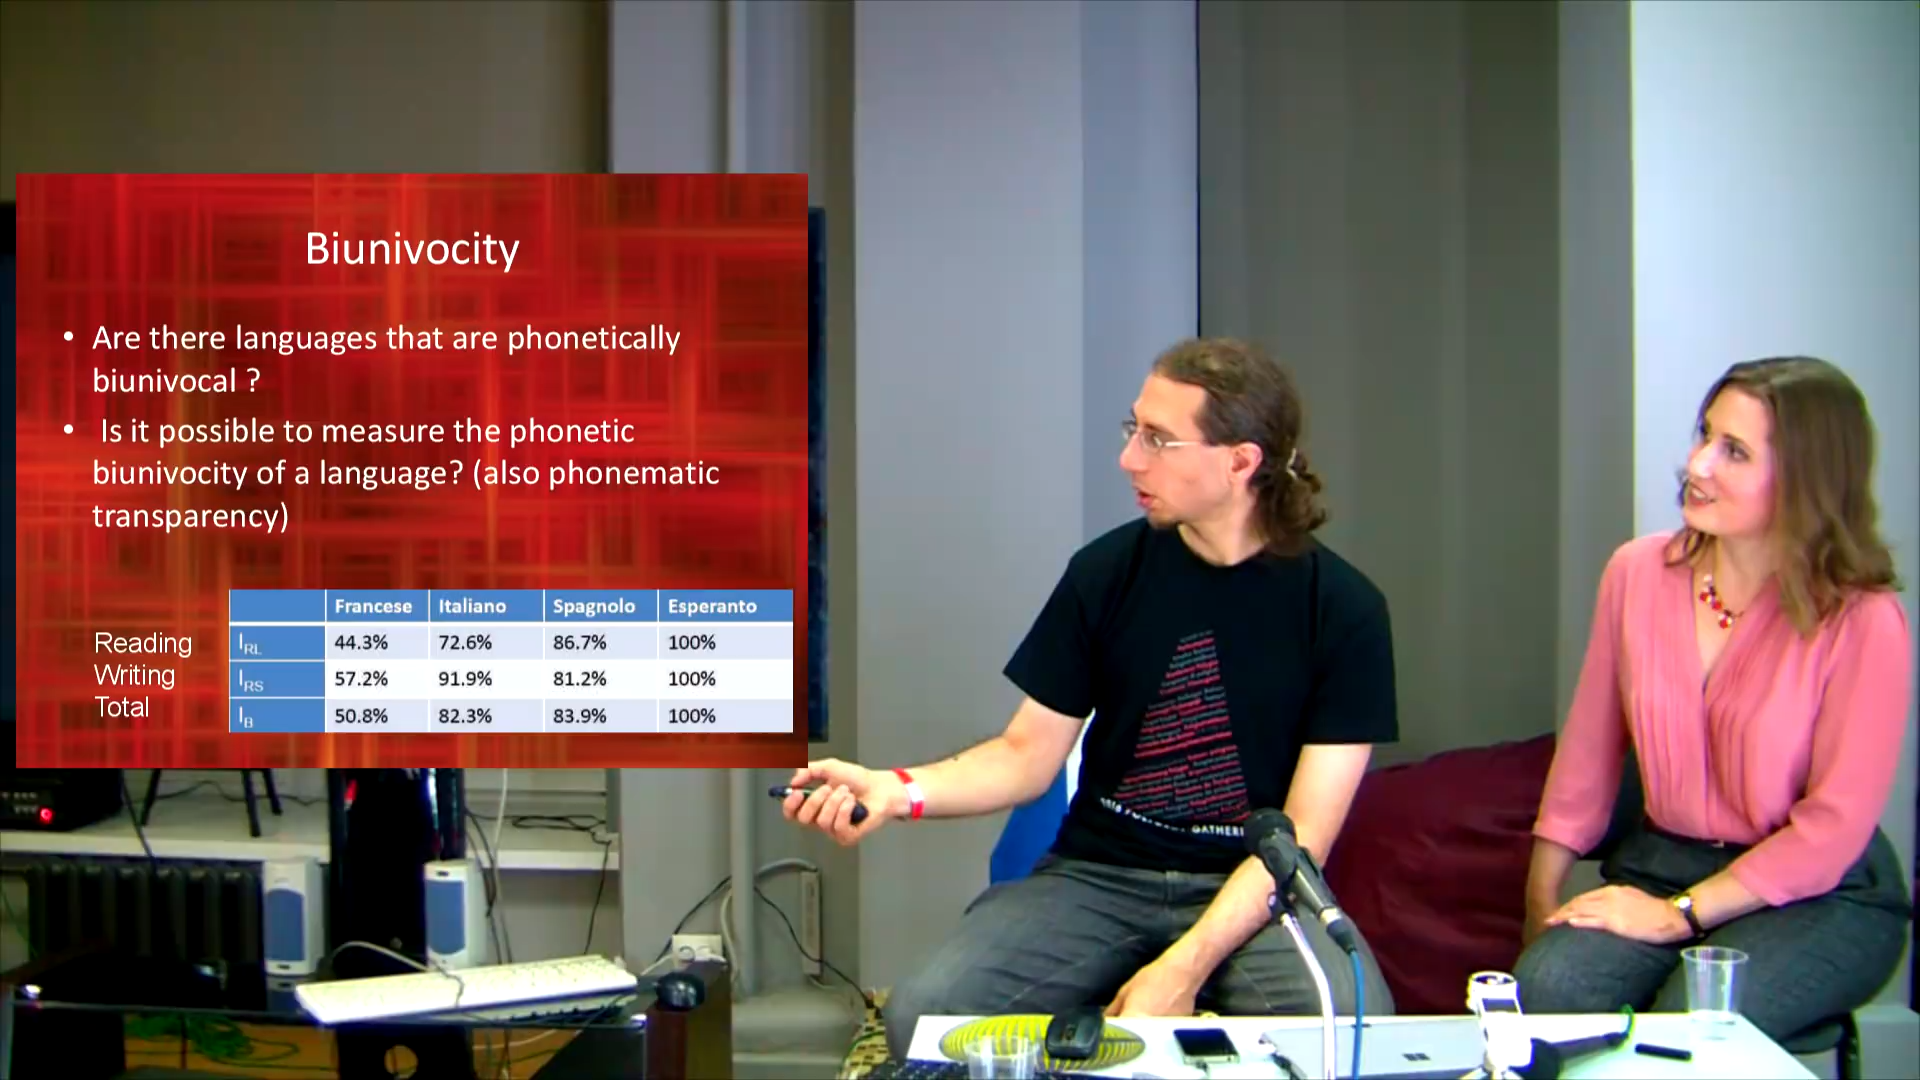 Biunivocity
• Are there languages that are phonetically
biunivocal ?
• Is it possible to measure the phonetic
biunivocity of a language? (also phonematic
transparency)
Francese Italiano Spagnolo Esperanto
Reading I_RL 44.3% 72.6% 86.7% 100%
Writing I_RS 57.2% 91.9% 81.2% 100%
Total I_B 50.8% 82.3% 83.9% 100%
GATHERI